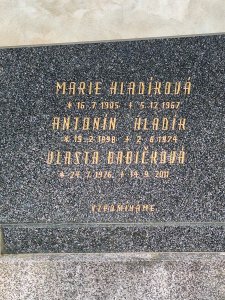 MARIE HLADÍKOVÁ
* 16.7.1905 + 5.12.1967
ANTONÍN HLADÍK
* 13.2.1898 + 2.6.1974
VLASTA BABIČKOVÁ
* 24.7.1926 + 14.9.2011
VZPOMÍNÁME